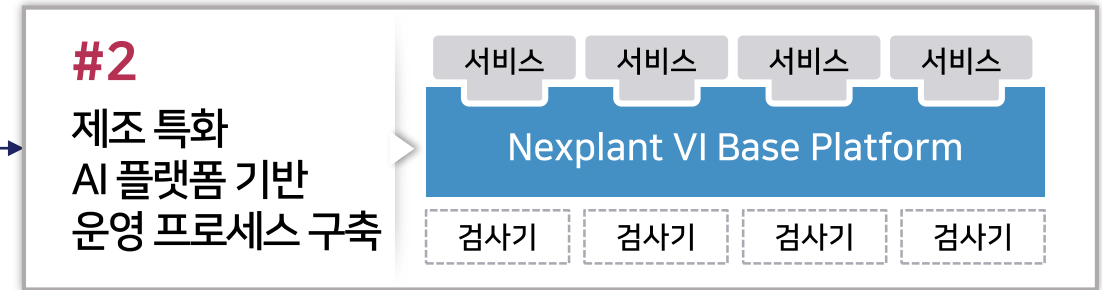 #2
제조 특화
AI 플랫폼 기반
운영 프로세스 구축
서비스 서비스 서비스 서비스
Nexplant VI Base Platform
검사기 검사기 검사기 검사기